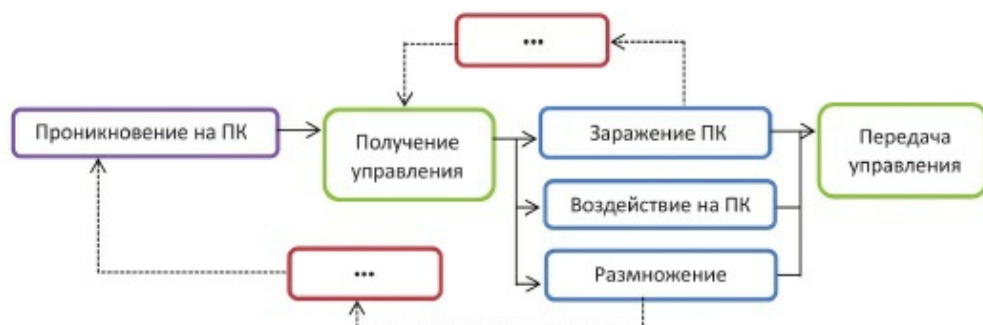 ...
Проникновение на ПК
Получение
управления
Заражение ПК
Передача
управления
Воздействие на ПК
...
Размножение